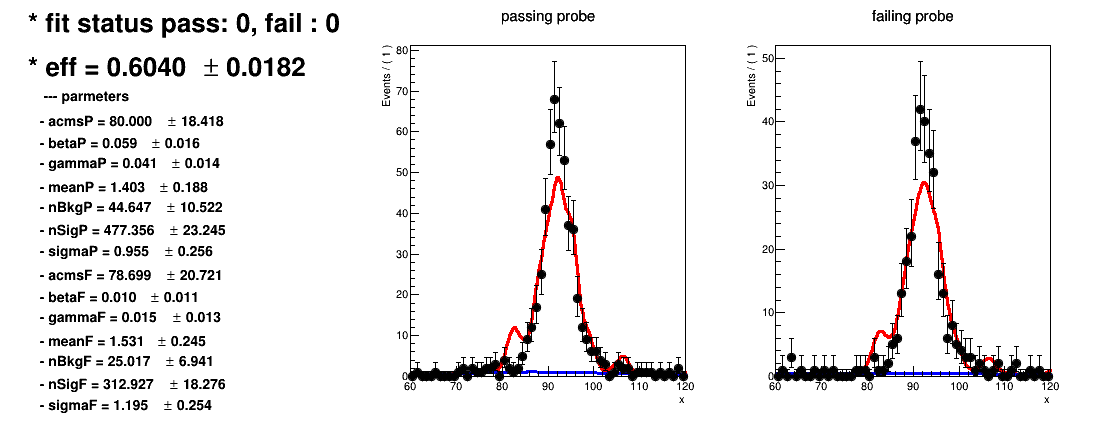 * fit status pass: 0, fail : 0
* eff = 0.6040 ± 0.0182
--- parmeters
- acmsP = 80.000 ± 18.418
- betaP = 0.059 ± 0.016
- gammaP = 0.041 ± 0.014
- meanP = 1.403 ± 0.188
- nBkgP = 44.647 ± 10.522
- nSigP = 477.356 ± 23.245
- sigmaP = 0.955 ± 0.256
- acmsF = 78.699 ± 20.721
- betaF = 0.010 ± 0.011
- gammaF = 0.015 ± 0.013
- meanF = 1.531 ± 0.245
- nBkgF = 25.017 ± 6.941
- nSigF = 312.927 ± 18.276
- sigmaF = 1.195 ± 0.254
passing probe
Events / ( 1 )
80
70
60
50
40
30
20
10
0
60 70 80 90 100 110 120
x
failing probe
Events / ( 1 )
50
40
30
20
10
0
60 70 80 90 100 110 120
x